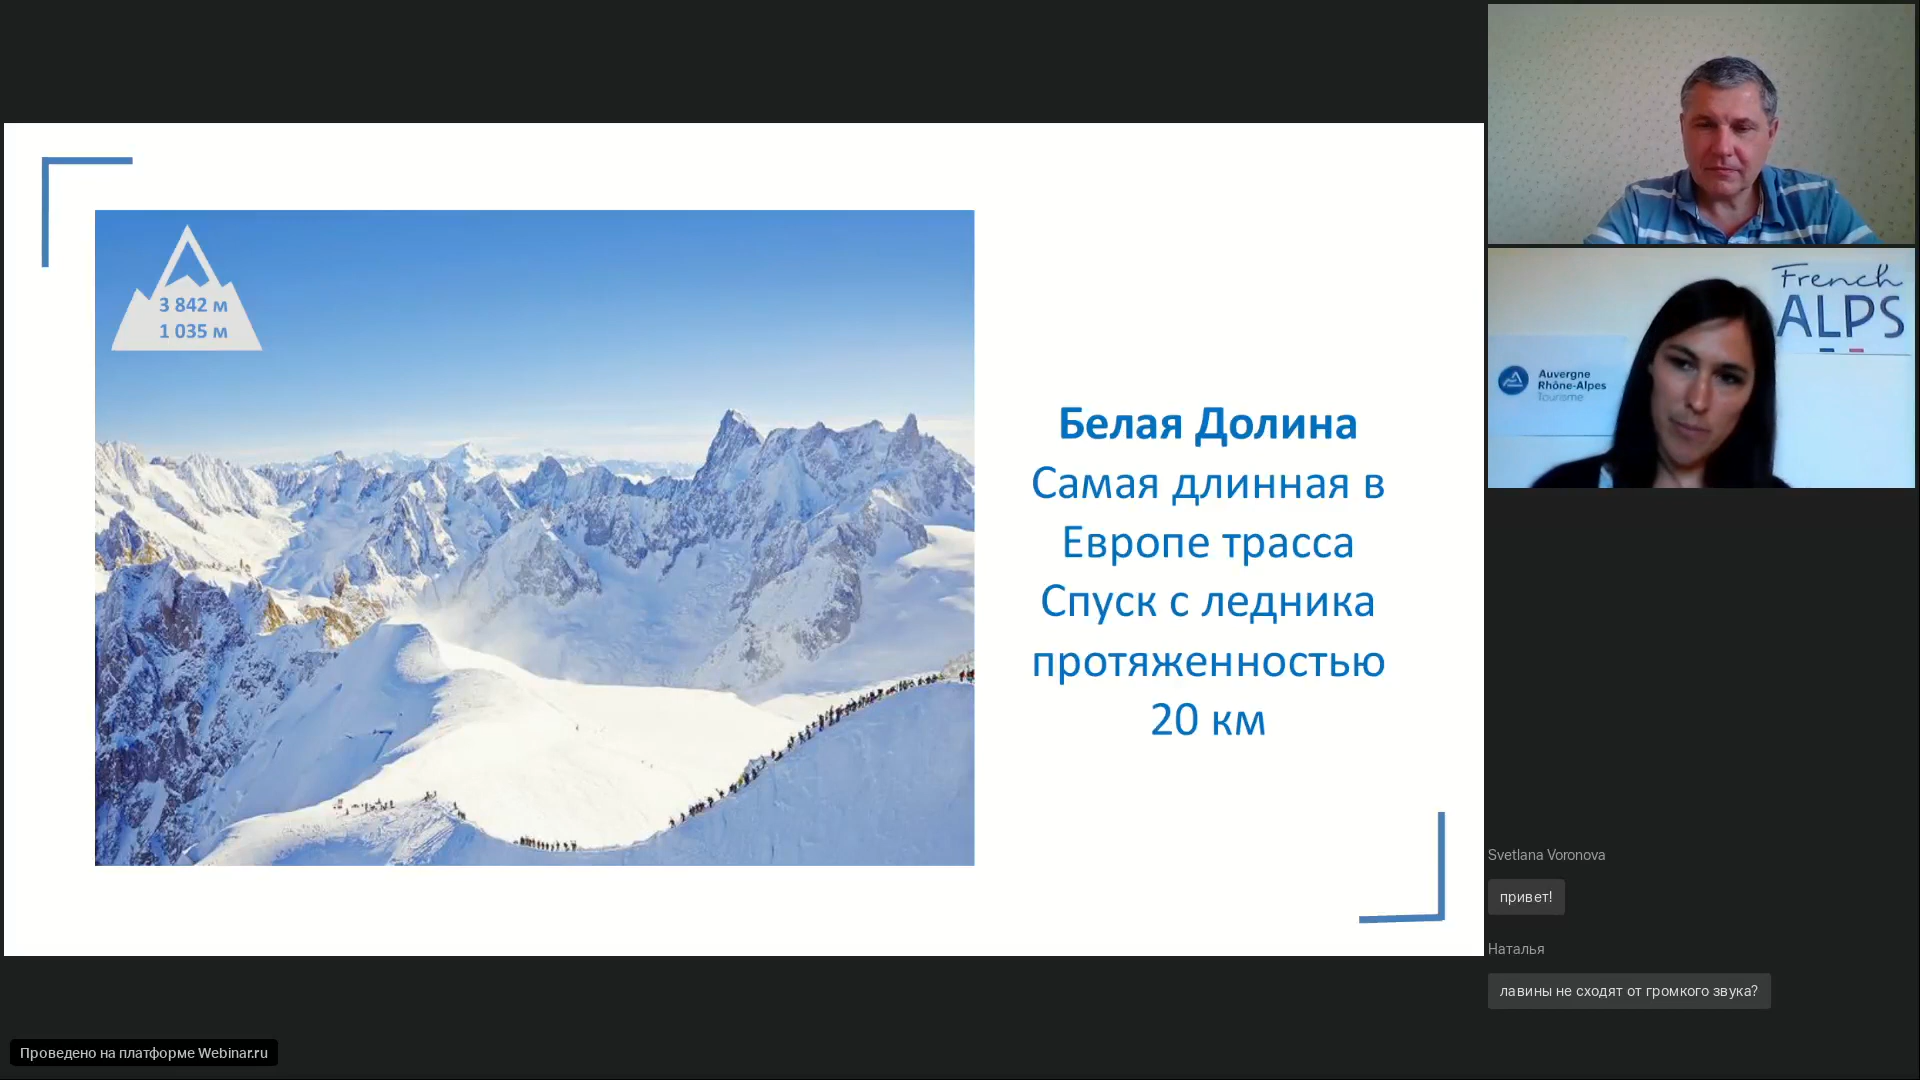 3 842 м
1 035 м
Белая Долина
Самая длинная в
Европе трасса
Спуск с ледника
протяженностью
20 км
French
ALPS
Auvergne
Rhône-Alpes
Tourisme
Svetlana Voronova
привет!
Наталья
лавины не сходят от громкого звука?
Проведено на платформе Webinar.ru